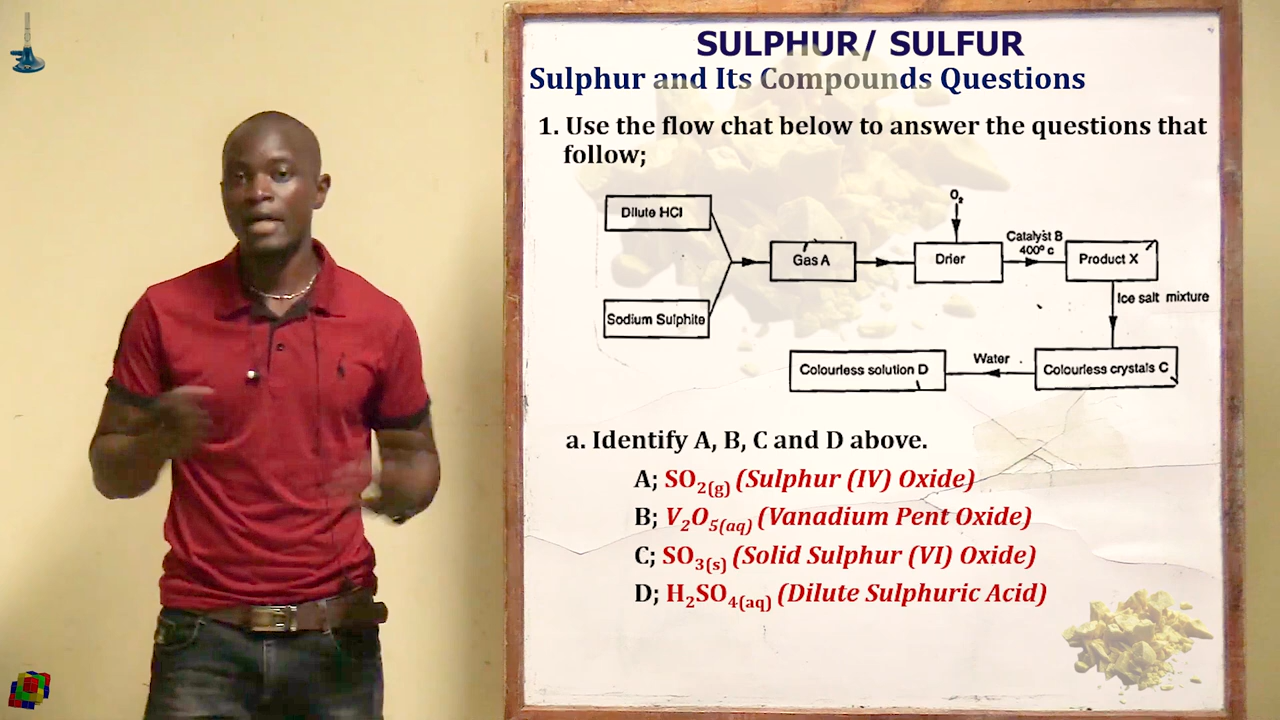 SULPHUR/ SULFUR
Sulphur and Its Compounds Questions
1. Use the flow chat below to answer the questions that
follow;
O₂
Dilute HCl
Catalyst B
400° c
Gas A
Drier
Product X
Ice salt mixture
Sodium Sulphite
Water
Colourless solution D
Colourless crystals C
a. Identify A, B, C and D above.
A; SO₂(g) (Sulphur (IV) Oxide)
B; V₂O₅(aq) (Vanadium Pent Oxide)
C; SO₃(s) (Solid Sulphur (VI) Oxide)
D; H₂SO₄(aq) (Dilute Sulphuric Acid)